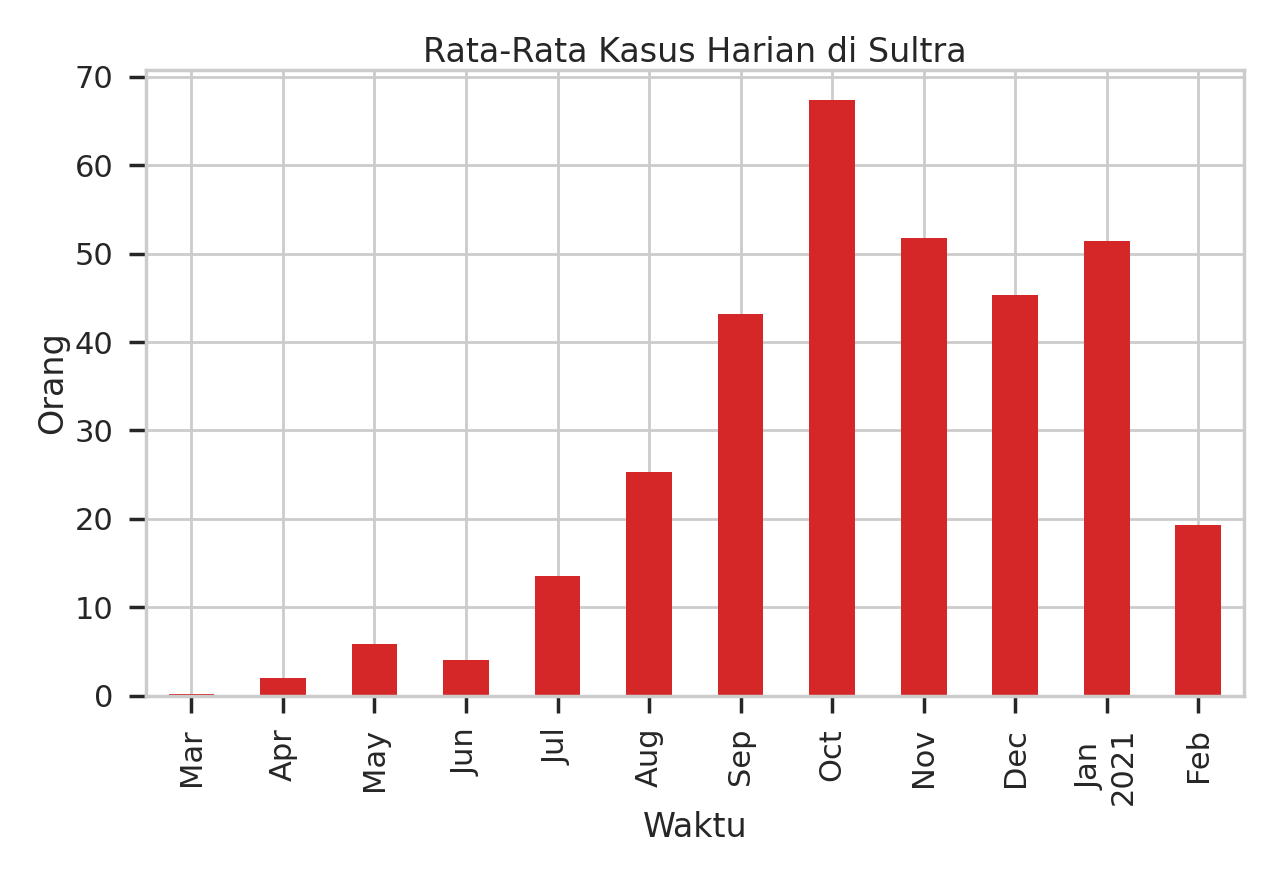 Rata-Rata Kasus Harian di Sultra
70
60
50
40
30
20
10
0
Orang
Mar
Apr
May
Jun
Jul
Aug
Sep
Oct
Nov
Dec
Jan
2021
Feb
Waktu